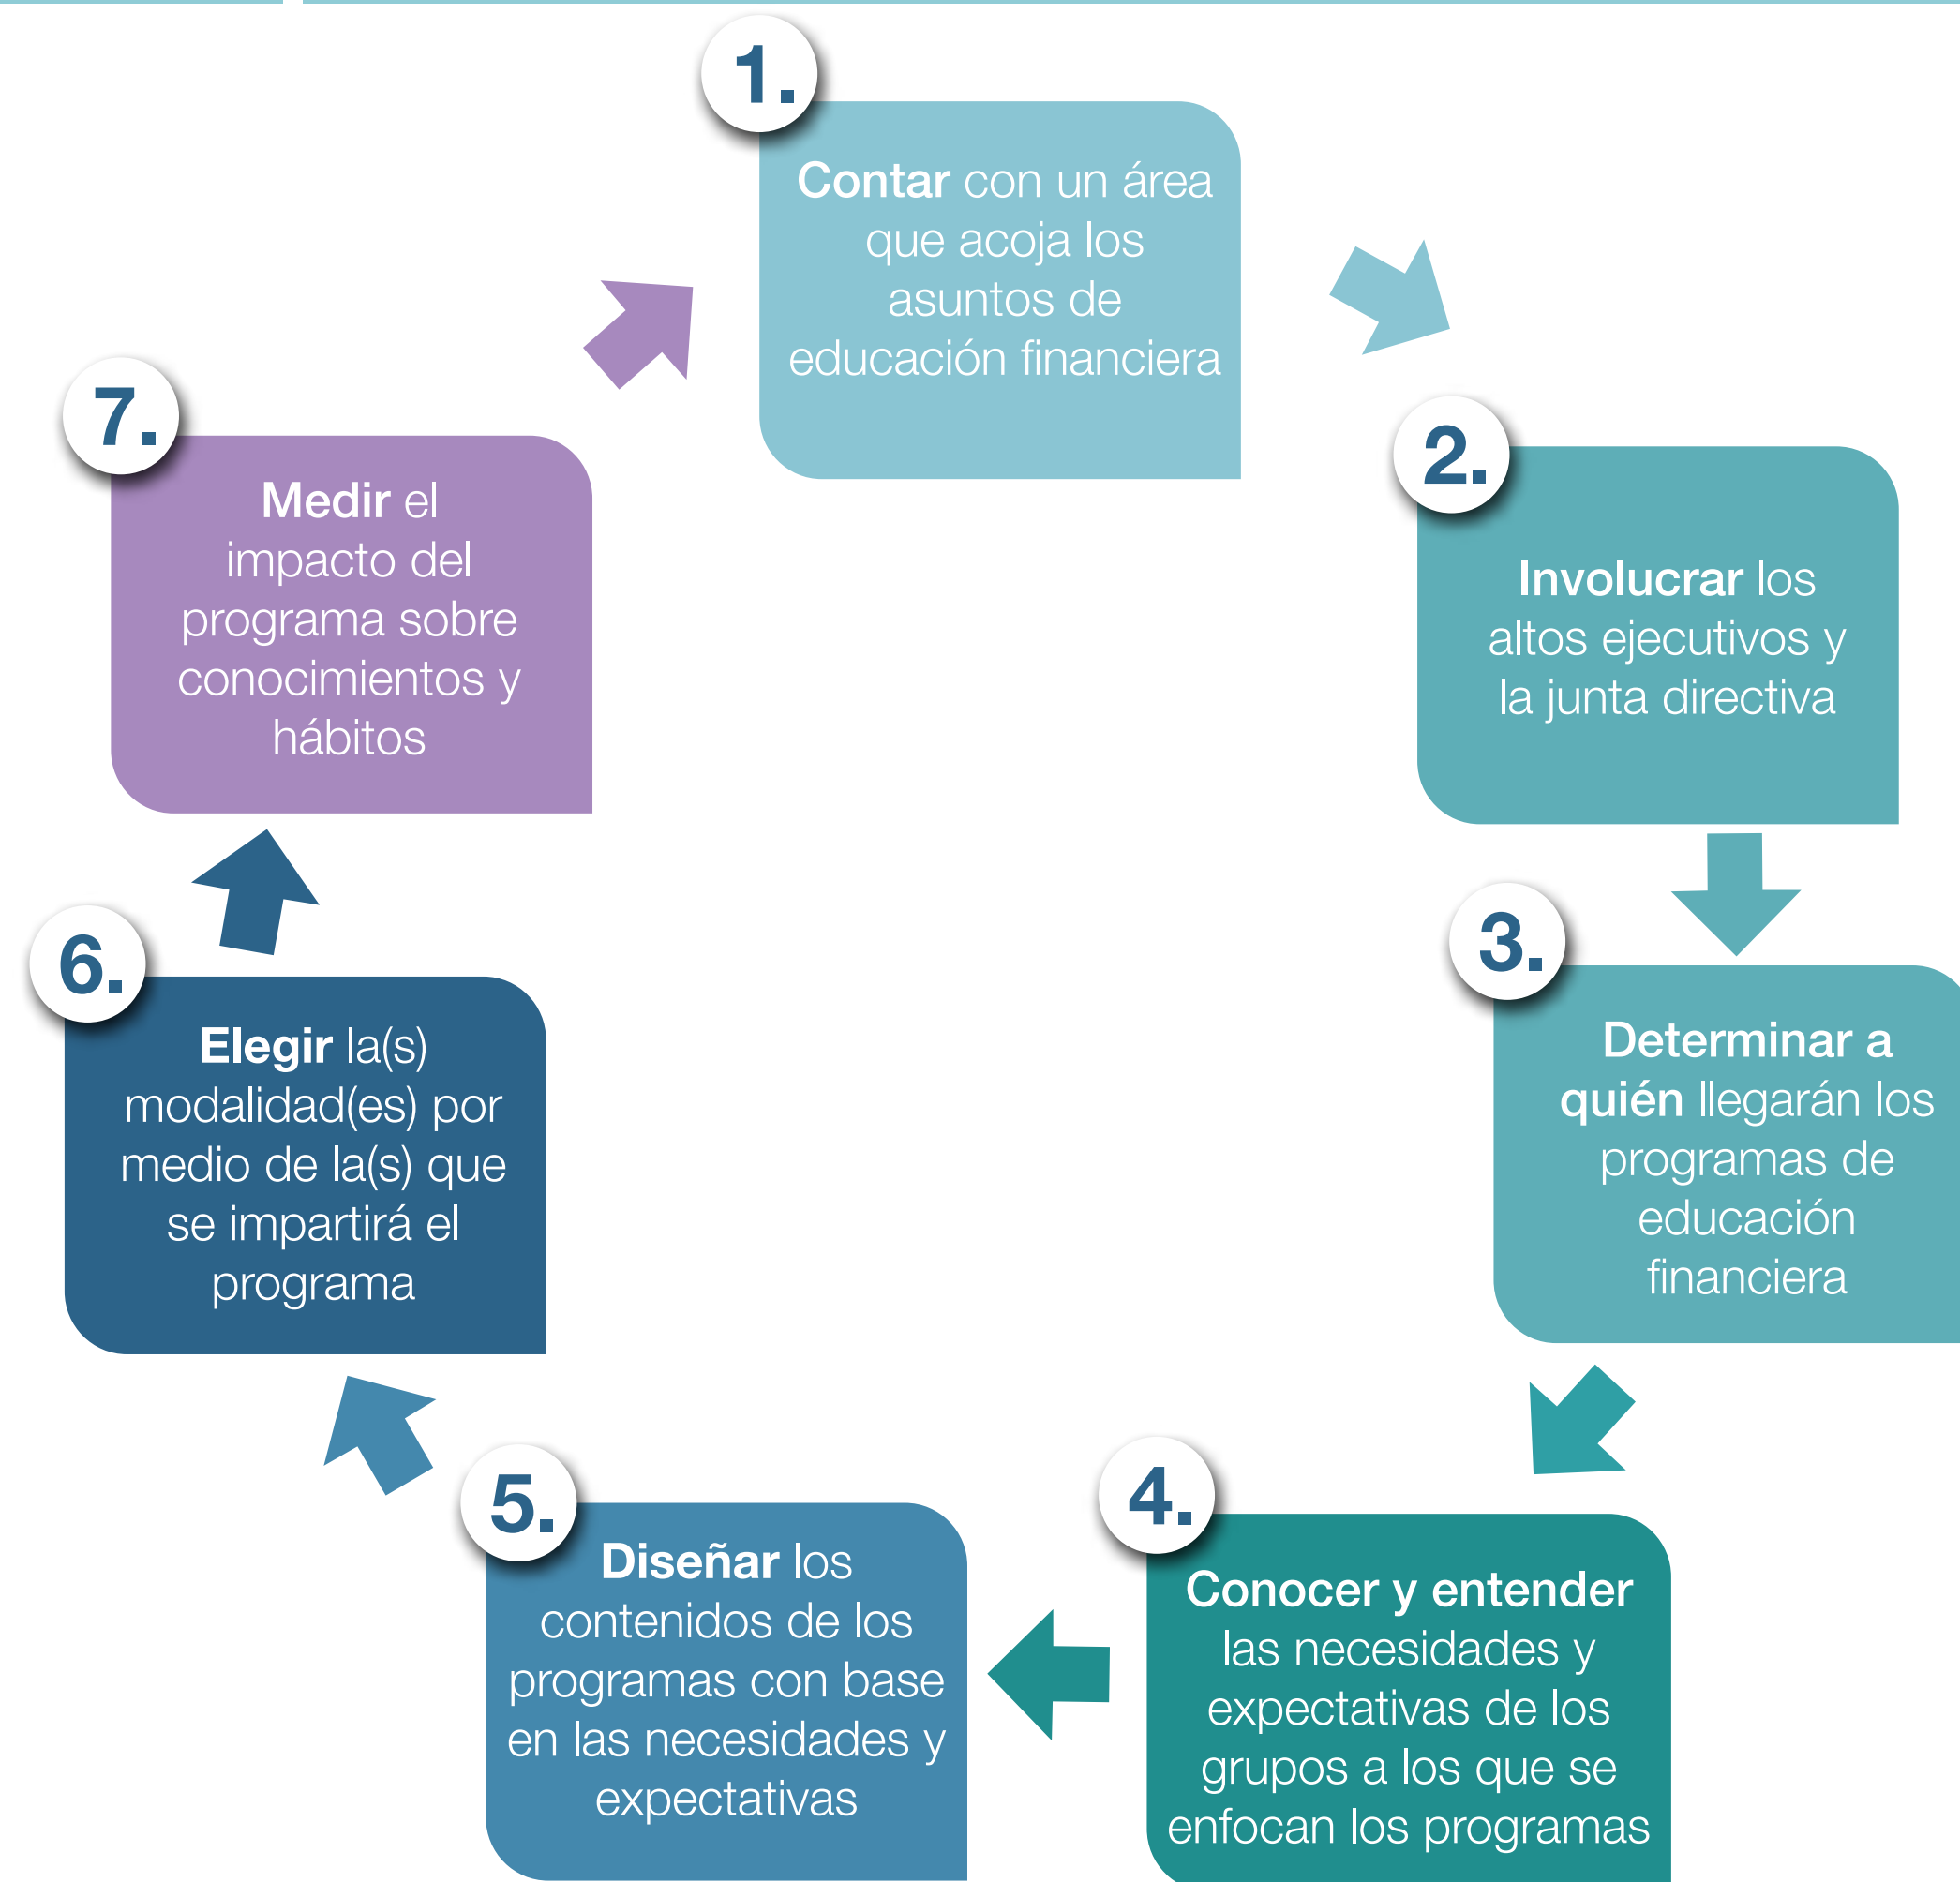 1.
Contar con un área
que acoja los
asuntos de
educación financiera
2.
Involucrar los
altos ejecutivos y
la junta directiva
3.
Determinar a
quién llegarán los
programas de
educación
financiera
4.
Conocer y entender
las necesidades y
expectativas de los
grupos a los que se
enfocan los programas
5.
Diseñar los
contenidos de los
programas con base
en las necesidades y
expectativas
6.
Elegir la(s)
modalidad(es) por
medio de la(s) que
se impartirá el
programa
7.
Medir el
impacto del
programa sobre
conocimientos y
hábitos